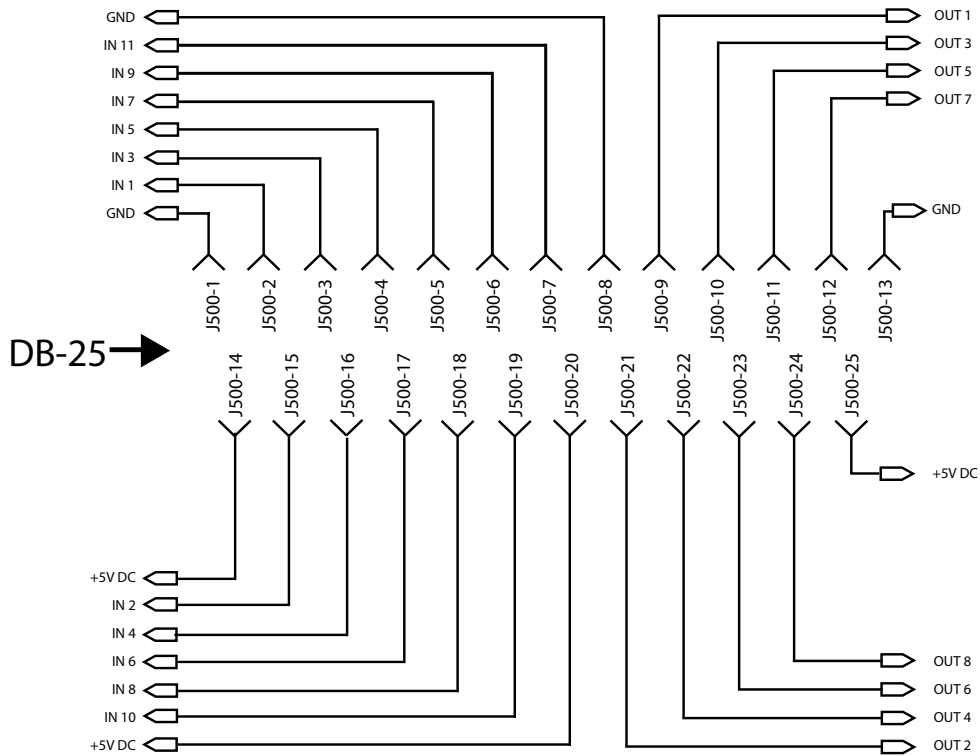 GND
IN 11
IN 9
IN 7
IN 5
IN 3
IN 1
GND
OUT 1
OUT 3
OUT 5
OUT 7
GND
J500-1
J500-2
J500-3
J500-4
J500-5
J500-6
J500-7
J500-8
J500-9
J500-10
J500-11
J500-12
J500-13
DB-25
J500-14
J500-15
J500-16
J500-17
J500-18
J500-19
J500-20
J500-21
J500-22
J500-23
J500-24
J500-25
+5V DC
+5V DC
IN 2
IN 4
IN 6
IN 8
IN 10
+5V DC
OUT 8
OUT 6
OUT 4
OUT 2